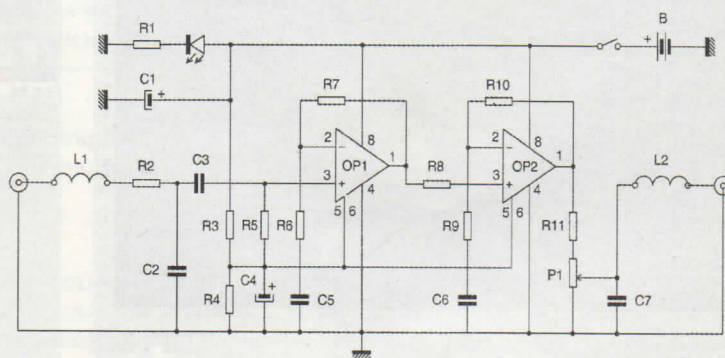 R1
B
+
C1
+
R7
R10
2
−
8
OP1
1
3
+
4
5
6
2
−
8
OP2
1
3
+
4
5
6
L1
R2
C3
R8
L2
R3
R5
R6
R9
R11
C2
R4
C4
+
C5
C6
P1
C7